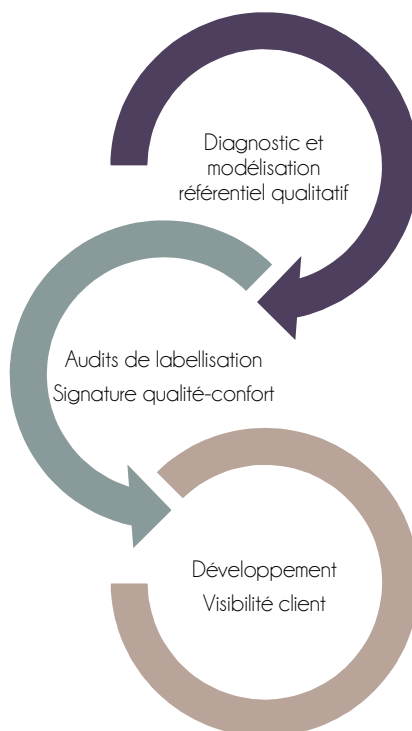 Diagnostic et
modélisation
référentiel qualitatif
Audits de labellisation
Signature qualité-confort
Développement
Visibilité client